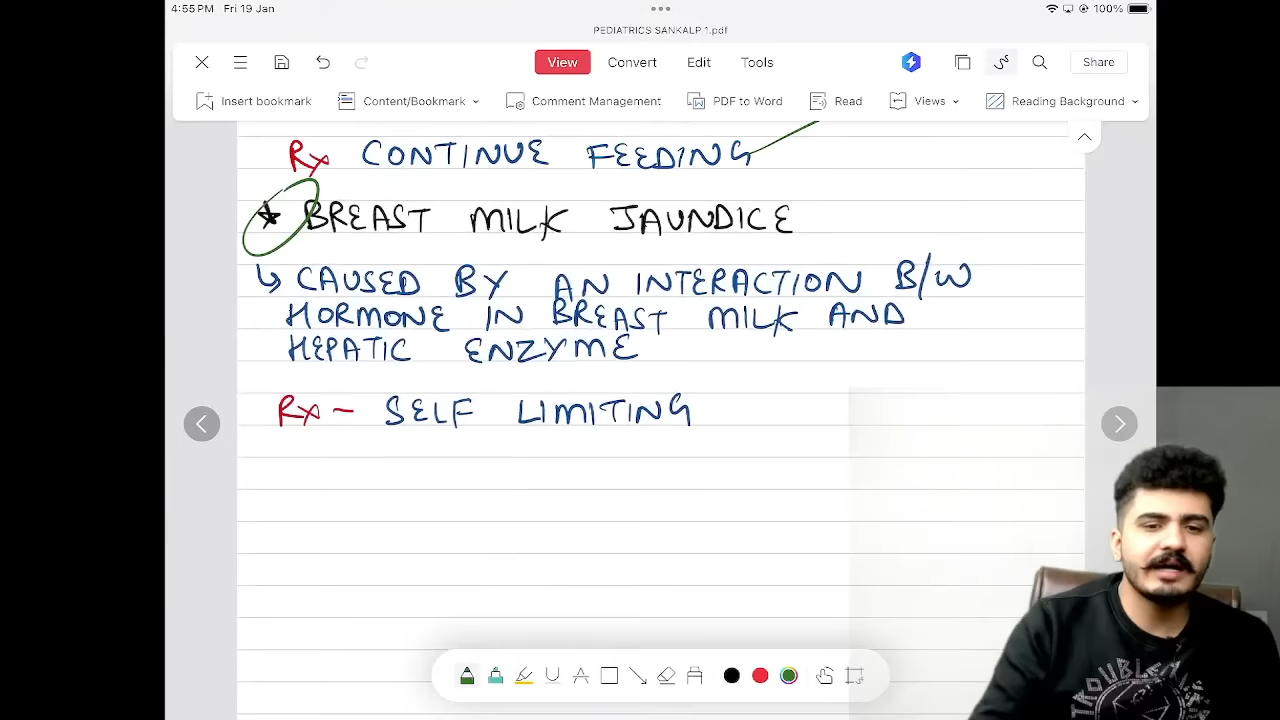 4:55 PM Fri 19 Jan
100%
PEDIATRICS SANKALP 1.pdf
View Convert Edit Tools Share
Insert bookmark Content/Bookmark Comment Management PDF to Word Read Views Reading Background
Rx CONTINUE FEEDING
BREAST MILK JAUNDICE
↳ CAUSED BY AN INTERACTION B/W
HORMONE IN BREAST MILK AND
HEPATIC ENZYME
Rx - SELF LIMITING